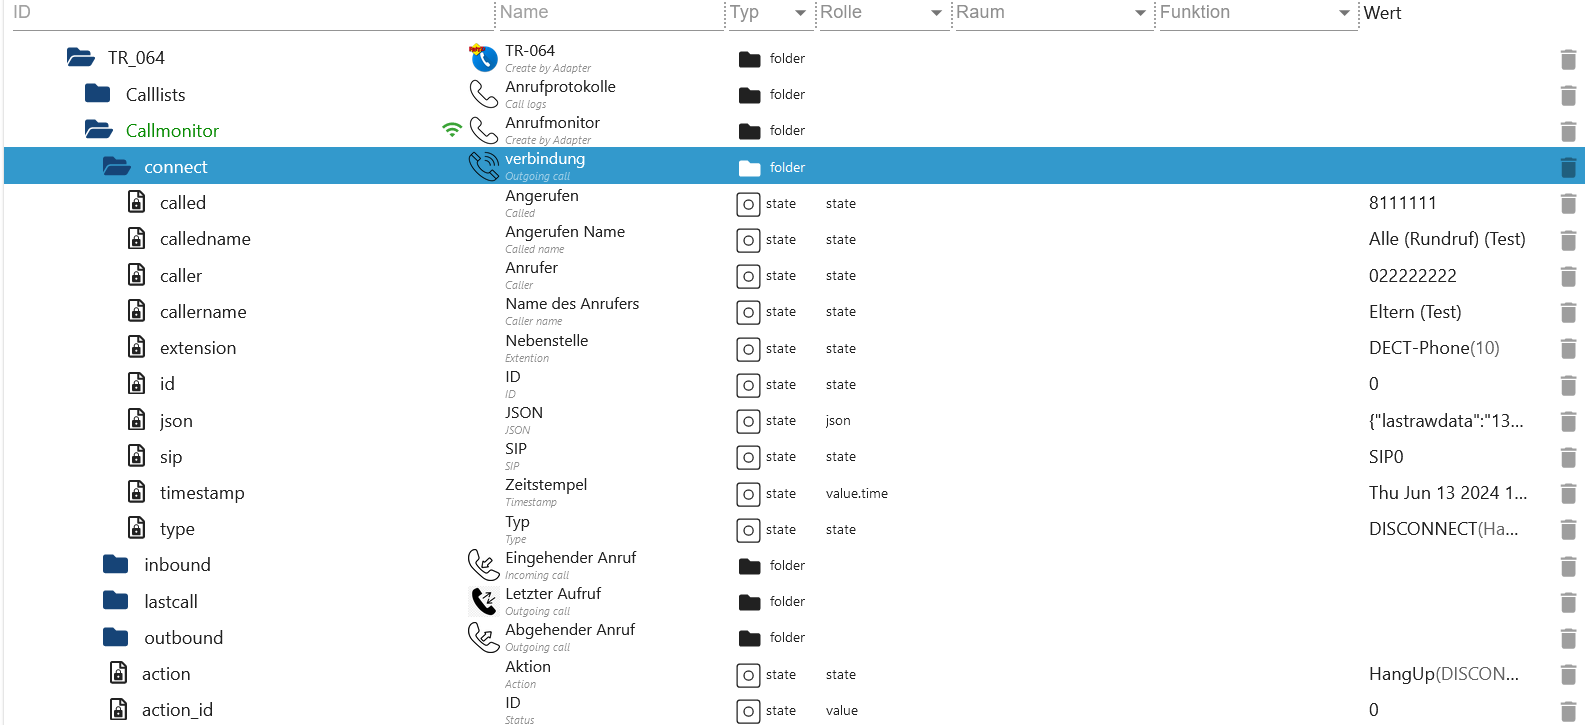 ID Name Typ Rolle Raum Funktion Wert
TR_064 TR-064 folder
Create by Adapter
Calllists Anrufprotokolle folder
Call logs
Callmonitor Anrufmonitor folder
Create by Adapter
connect verbindung folder
Outgoing call
called Angerufen state state 8111111
Called
calledname Angerufen Name state state Alle (Rundruf) (Test)
Called name
caller Anrufer state state 022222222
Caller
callername Name des Anrufers state state Eltern (Test)
Caller name
extension Nebenstelle state state DECT-Phone(10)
Extention
id ID state state 0
ID
json JSON state json {"lastrawdata":"13...
JSON
sip SIP state state SIP0
SIP
timestamp Zeitstempel state value.time Thu Jun 13 2024 1...
Timestamp
type Typ state state DISCONNECT(Ha...
Type
inbound Eingehender Anruf folder
Incoming call
lastcall Letzter Aufruf folder
Outgoing call
outbound Abgehender Anruf folder
Outgoing call
action Aktion state state HangUp(DISCON...
Action
action_id ID state value 0
Status